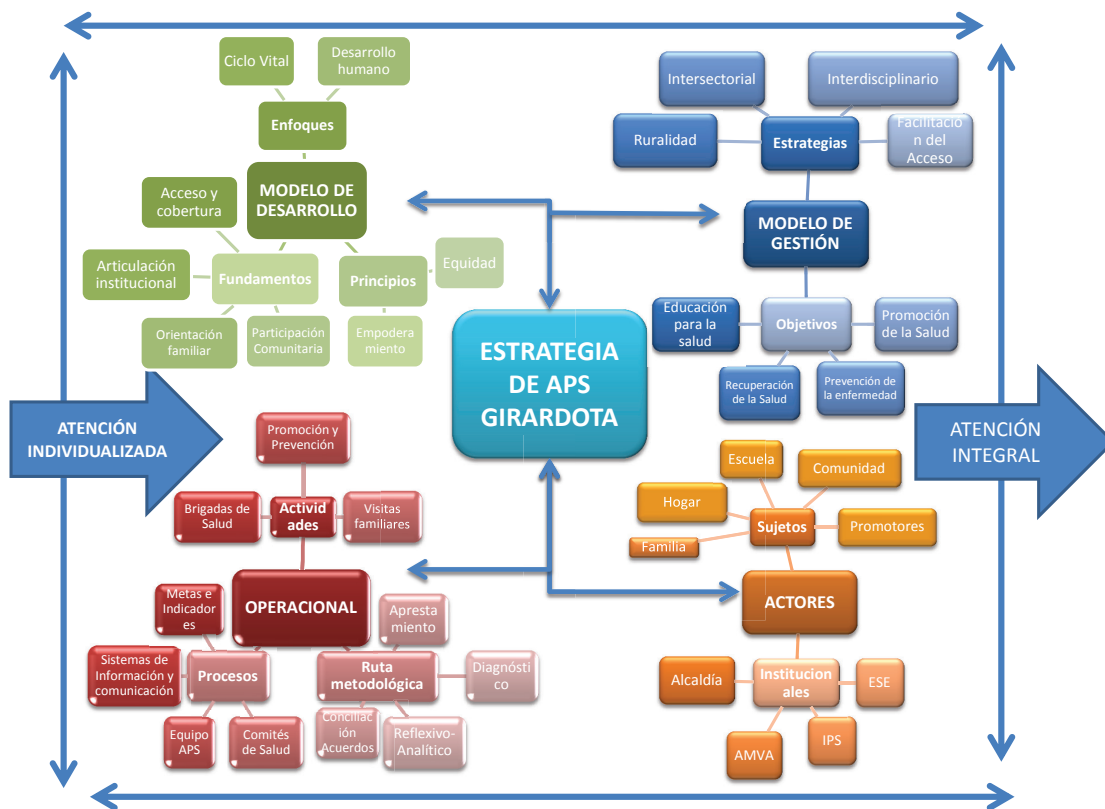 Ciclo Vital
Desarrollo
humano
Enfoques
MODELO DE
DESARROLLO
Acceso y
cobertura
Articulación
institucional
Fundamentos
Principios
Equidad
Orientación
familiar
Participación
Comunitaria
Empodera
miento
Intersectorial
Interdisciplinario
Ruralidad
Estrategias
Facilitació
n del
Acceso
MODELO DE
GESTIÓN
Educación
para la
salud
Objetivos
Promoción
de la Salud
Recuperación
de la Salud
Prevención de
la enfermedad
ESTRATEGIA
DE APS
GIRARDOTA
ATENCIÓN
INDIVIDUALIZADA
ATENCIÓN
INTEGRAL
Promoción y
Prevención
Brigadas de
Salud
Activid
ades
Visitas
familiares
OPERACIONAL
Metas e
Indicador
es
Sistemas de
Información y
comunicación
Procesos
Equipo
APS
Comités
de Salud
Ruta
metodológica
Apresta
miento
Diagnósti
co
Conciliac
ión
Acuerdos
Reflexivo-
Analítico
Escuela
Comunidad
Hogar
Sujetos
Promotores
Familia
ACTORES
Alcaldía
Institucion
ales
ESE
AMVA
IPS